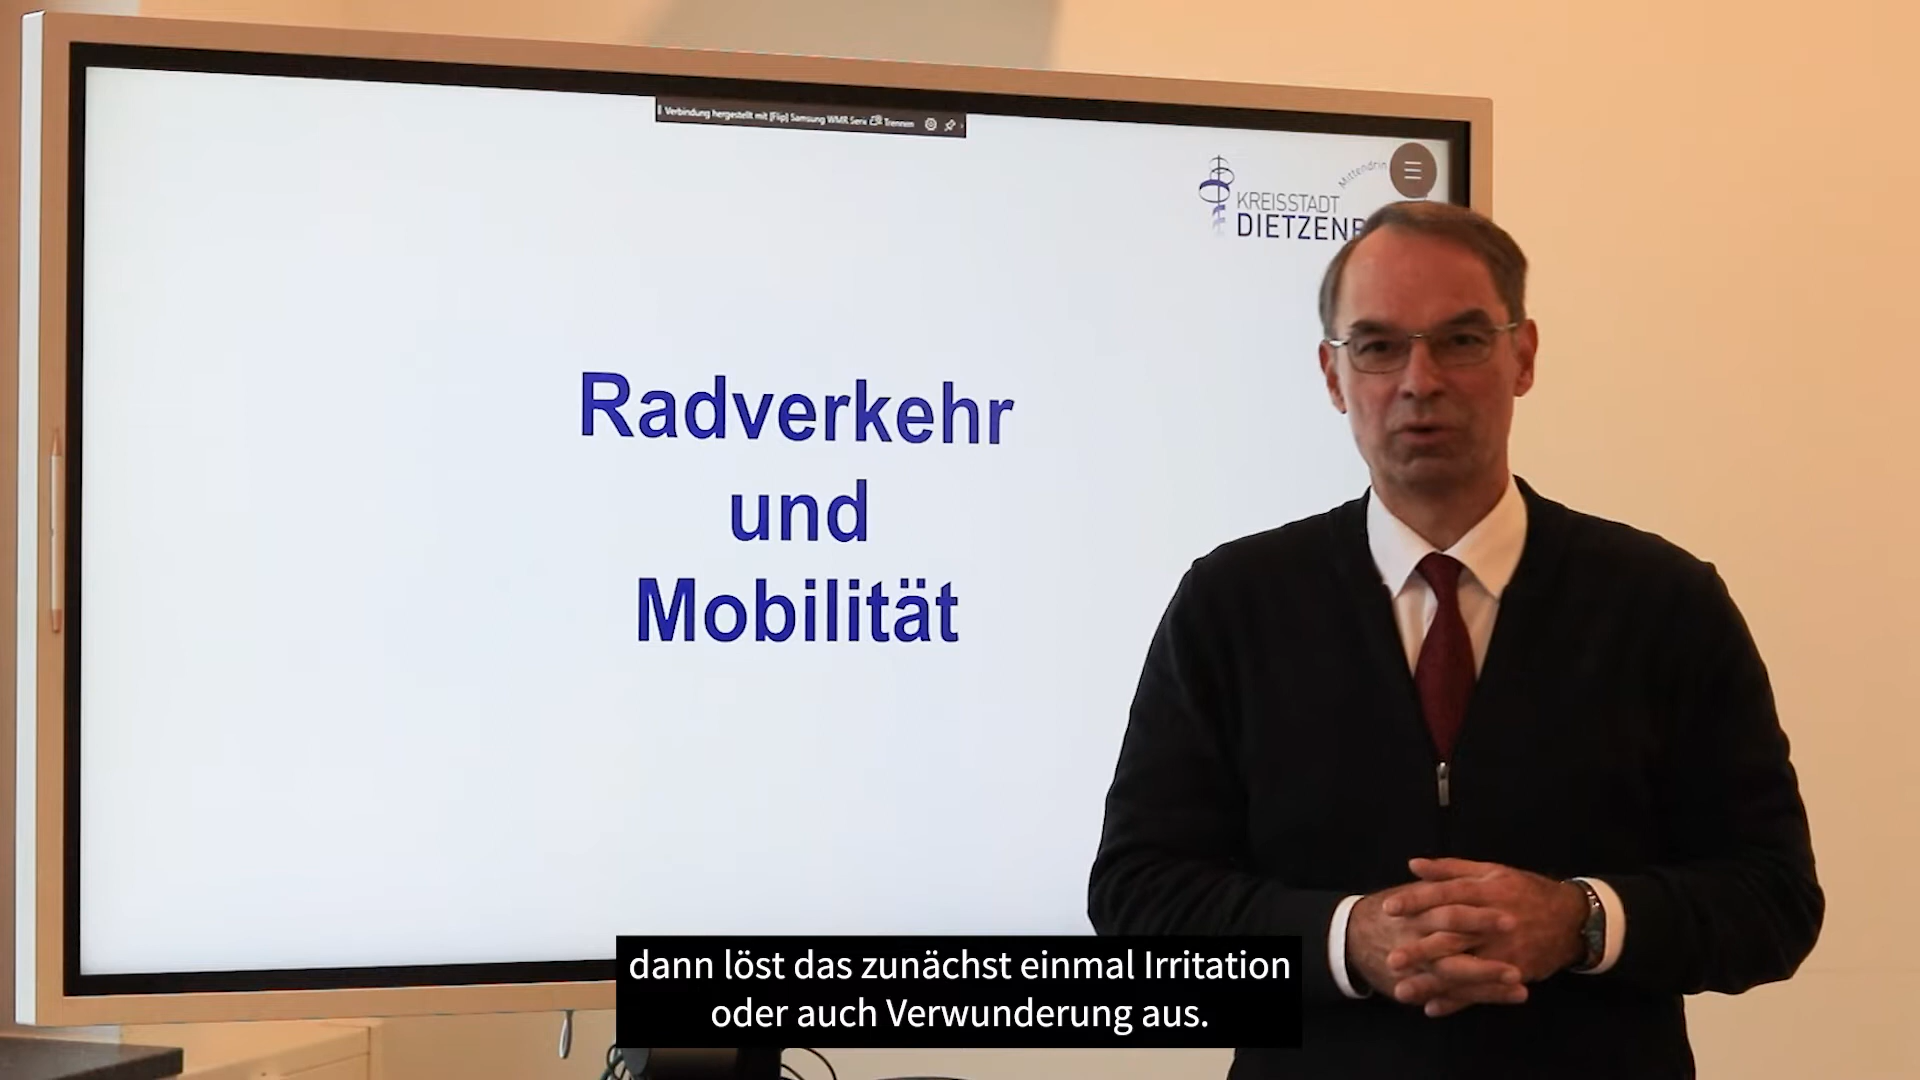 Verbindung hergestellt mit [Flip] Samsung WMR Serie Trennen
Mittendrin
KREISSTADT
DIETZENB
Radverkehr
und
Mobilität
dann löst das zunächst einmal Irritation
oder auch Verwunderung aus.